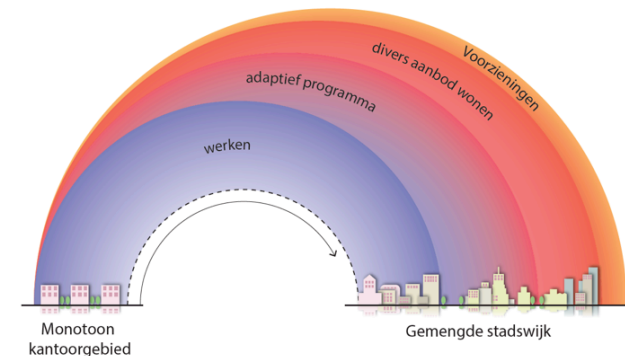 Voorzieningen
divers aanbod wonen
adaptief programma
werken
Monotoon
kantoorgebied
Gemengde stadswijk